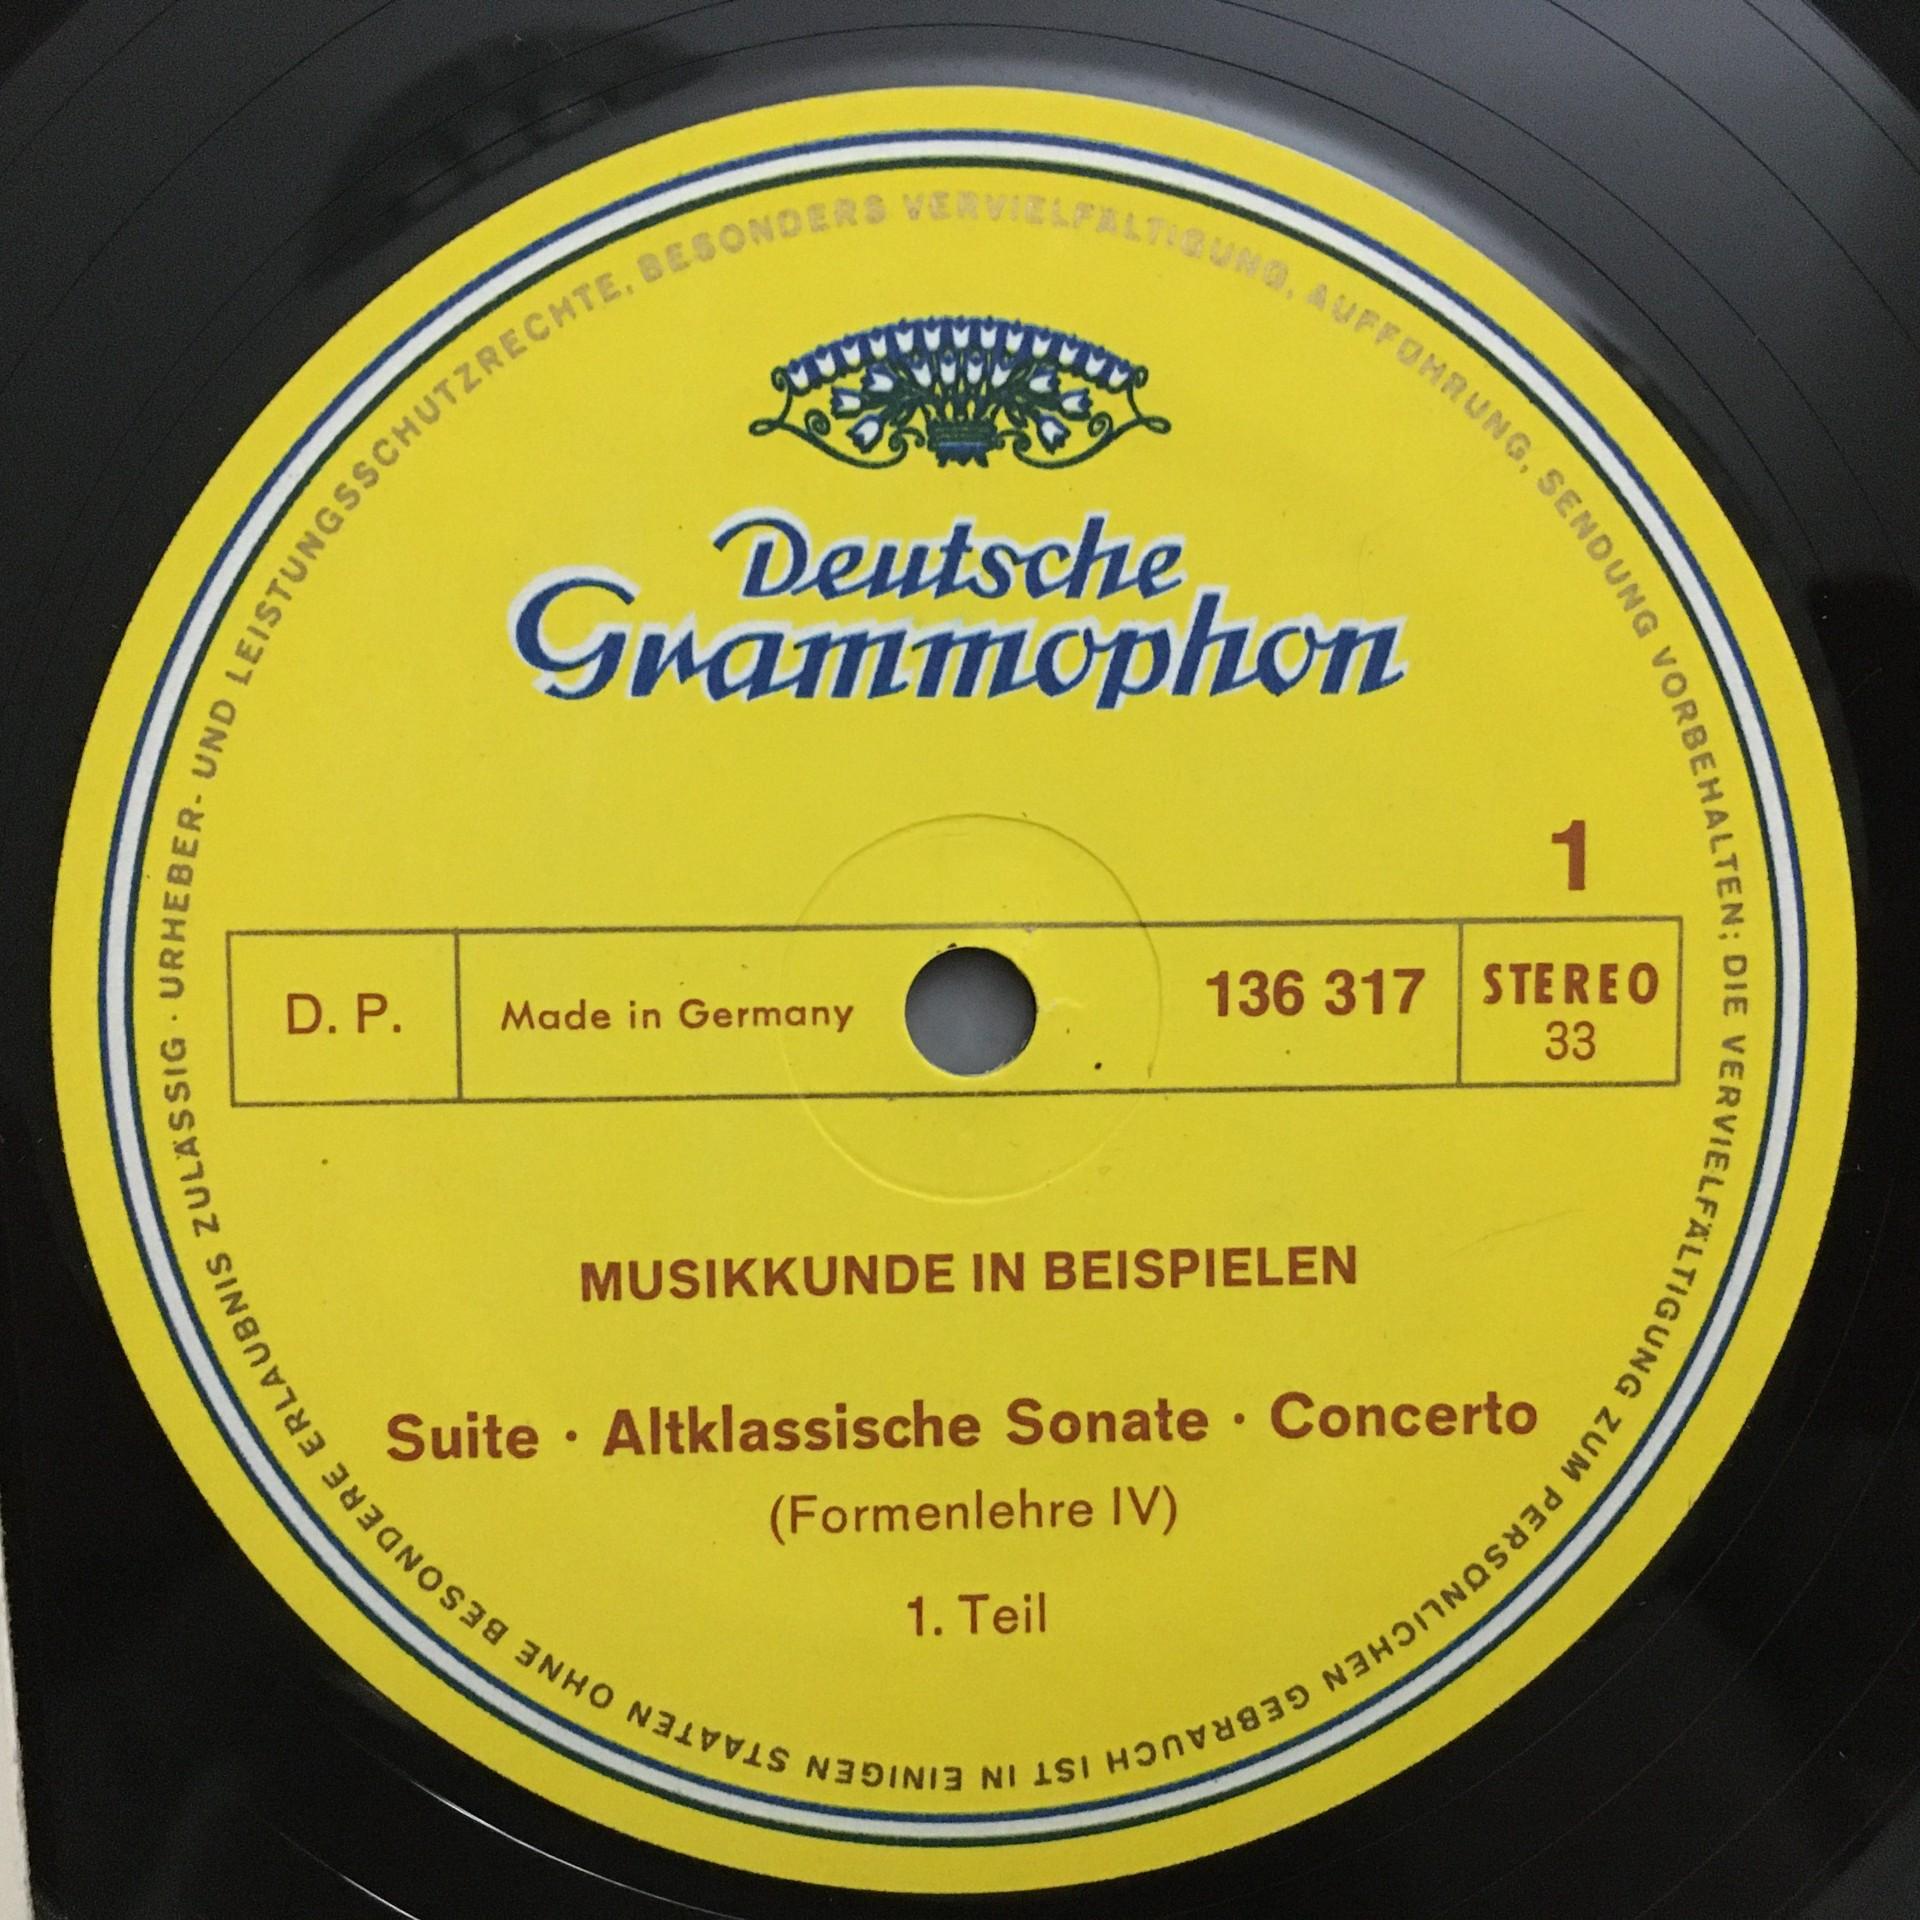 URHEBER- UND LEISTUNGSSCHUTZRECHTE, BESONDERS VERVIELFÄLTIGUNG, AUFFÜHRUNG, SENDUNG VORBEHALTEN; DIE VERVIELFÄLTIGUNG ZUM PERSÖNLICHEN GEBRAUCH IST IN EINIGEN STAATEN OHNE BESONDERE ERLAUBNIS ZULÄSSIG ·
Deutsche
Grammophon
1
D. P. Made in Germany 136 317 STEREO
33
MUSIKKUNDE IN BEISPIELEN
Suite · Altklassische Sonate · Concerto
(Formenlehre IV)
1. Teil